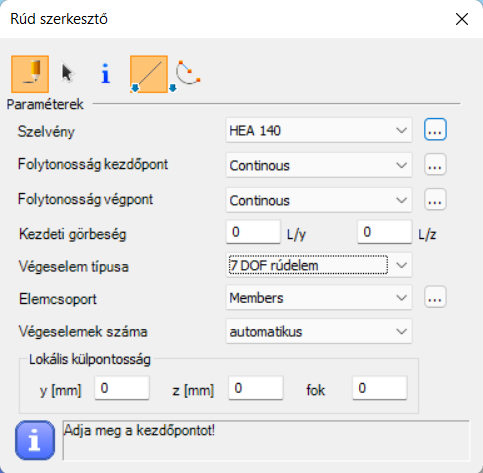 Rúd szerkesztő
Paraméterek
Szelvény HEA 140 ...
Folytonosság kezdőpont Continous ...
Folytonosság végpont Continous ...
Kezdeti görbeség 0 L/y 0 L/z
Végeselem típusa 7 DOF rúdelem
Elemcsoport Members ...
Végeselemek száma automatikus
Lokális külpontosság
y [mm] 0 z [mm] 0 fok 0
Adja meg a kezdőpontot!